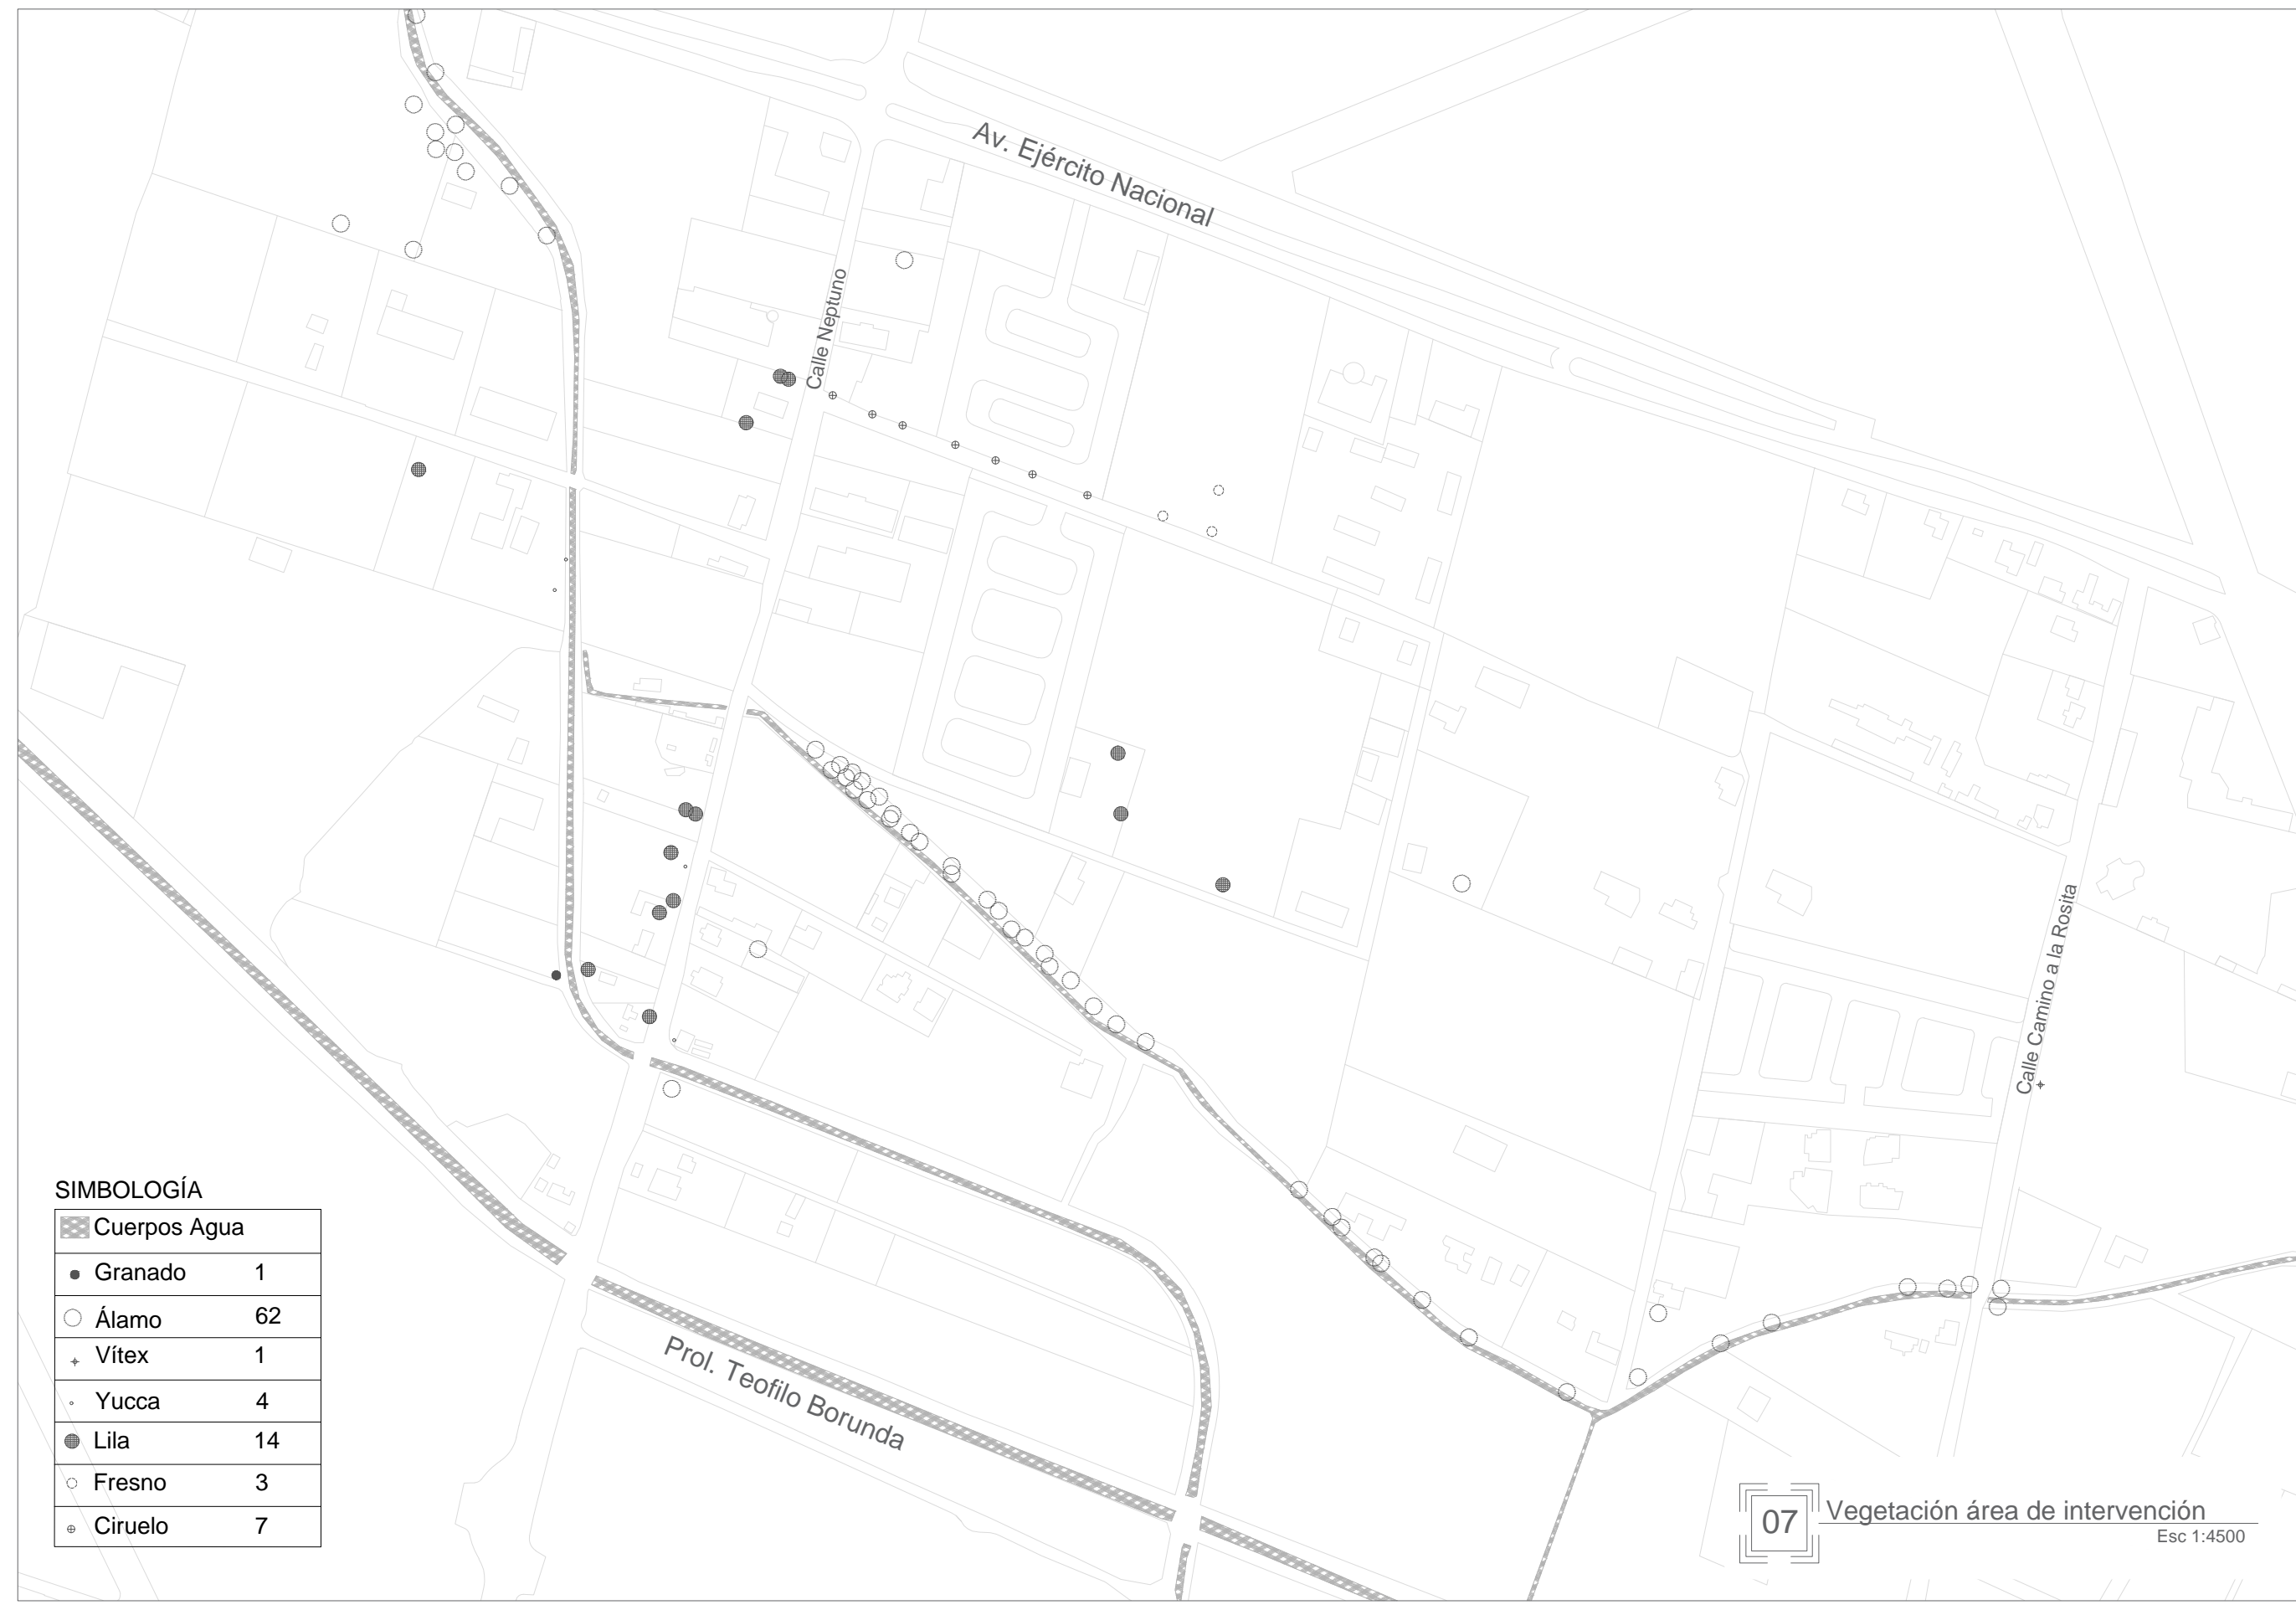 Av. Ejército Nacional
Calle Neptuno
Calle Camino a la Rosita
Prol. Teofilo Borunda
SIMBOLOGÍA
Cuerpos Agua
Granado 1
Álamo 62
Vítex 1
Yucca 4
Lila 14
Fresno 3
Ciruelo 7
07 Vegetación área de intervención
Esc 1:4500